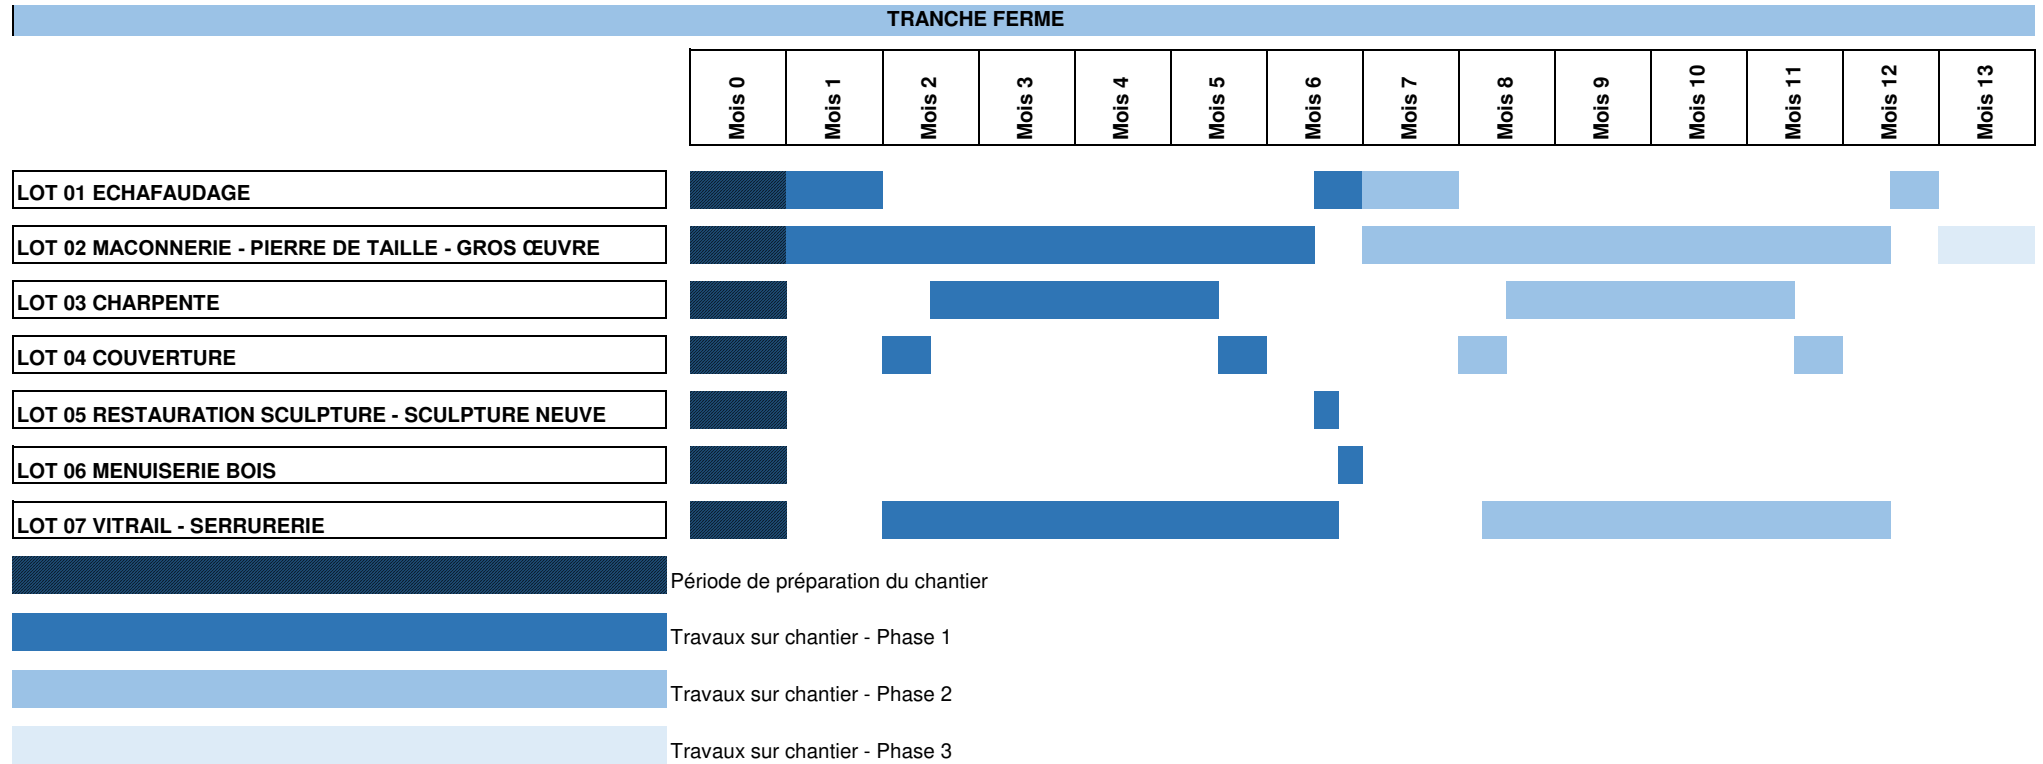 TRANCHE FERME
Mois 0 Mois 1 Mois 2 Mois 3 Mois 4 Mois 5 Mois 6 Mois 7 Mois 8 Mois 9 Mois 10 Mois 11 Mois 12 Mois 13
LOT 01 ECHAFAUDAGE
LOT 02 MACONNERIE - PIERRE DE TAILLE - GROS ŒUVRE
LOT 03 CHARPENTE
LOT 04 COUVERTURE
LOT 05 RESTAURATION SCULPTURE - SCULPTURE NEUVE
LOT 06 MENUISERIE BOIS
LOT 07 VITRAIL - SERRURERIE
Période de préparation du chantier
Travaux sur chantier - Phase 1
Travaux sur chantier - Phase 2
Travaux sur chantier - Phase 3